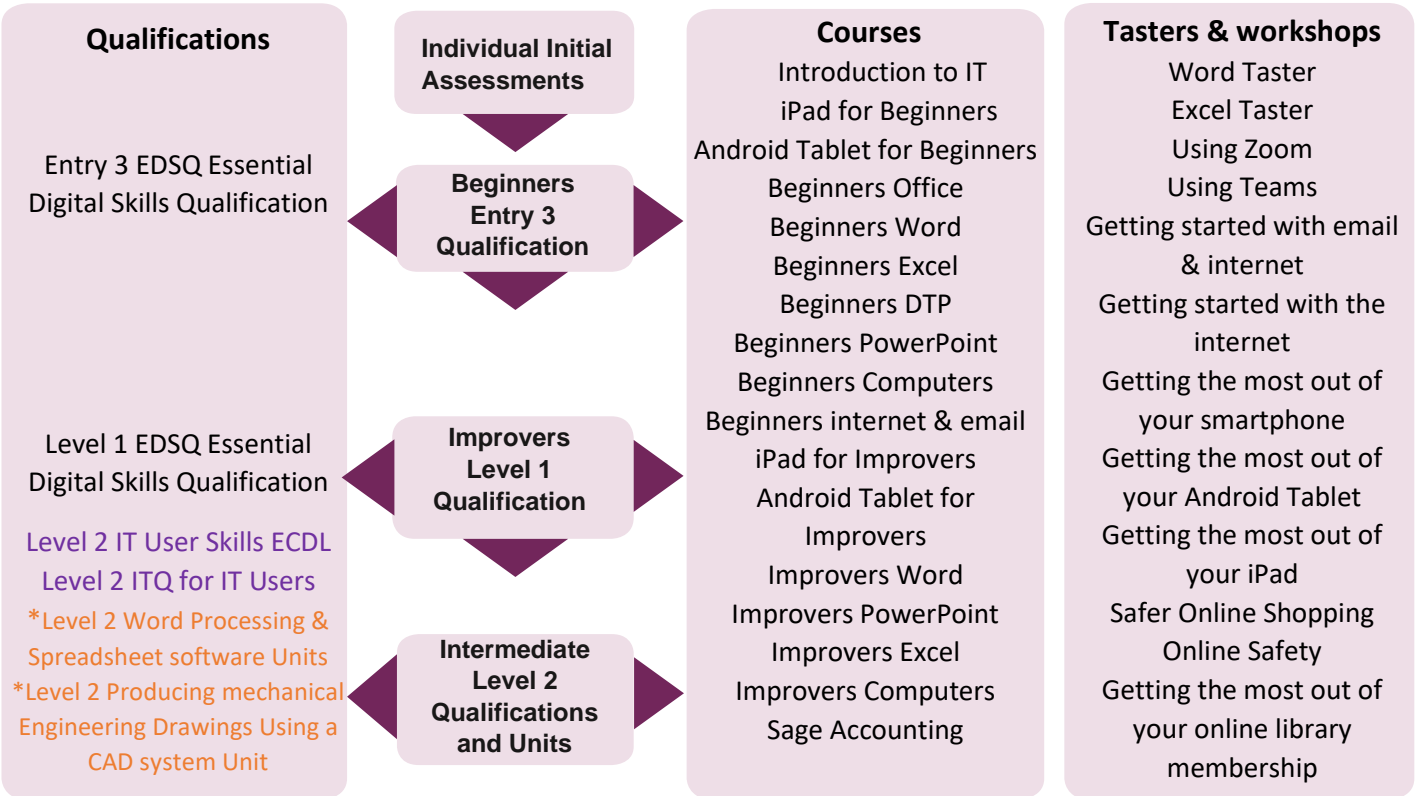 Qualifications
Entry 3 EDSQ Essential
Digital Skills Qualification
Level 1 EDSQ Essential
Digital Skills Qualification
Level 2 IT User Skills ECDL
Level 2 ITQ for IT Users
*Level 2 Word Processing &
Spreadsheet software Units
*Level 2 Producing mechanical
Engineering Drawings Using a
CAD system Unit
Individual Initial
Assessments
Beginners
Entry 3
Qualification
Improvers
Level 1
Qualification
Intermediate
Level 2
Qualifications
and Units
Courses
Introduction to IT
iPad for Beginners
Android Tablet for Beginners
Beginners Office
Beginners Word
Beginners Excel
Beginners DTP
Beginners PowerPoint
Beginners Computers
Beginners internet & email
iPad for Improvers
Android Tablet for
Improvers
Improvers Word
Improvers PowerPoint
Improvers Excel
Improvers Computers
Sage Accounting
Tasters & workshops
Word Taster
Excel Taster
Using Zoom
Using Teams
Getting started with email
& internet
Getting started with the
internet
Getting the most out of
your smartphone
Getting the most out of
your Android Tablet
Getting the most out of
your iPad
Safer Online Shopping
Online Safety
Getting the most out of
your online library
membership